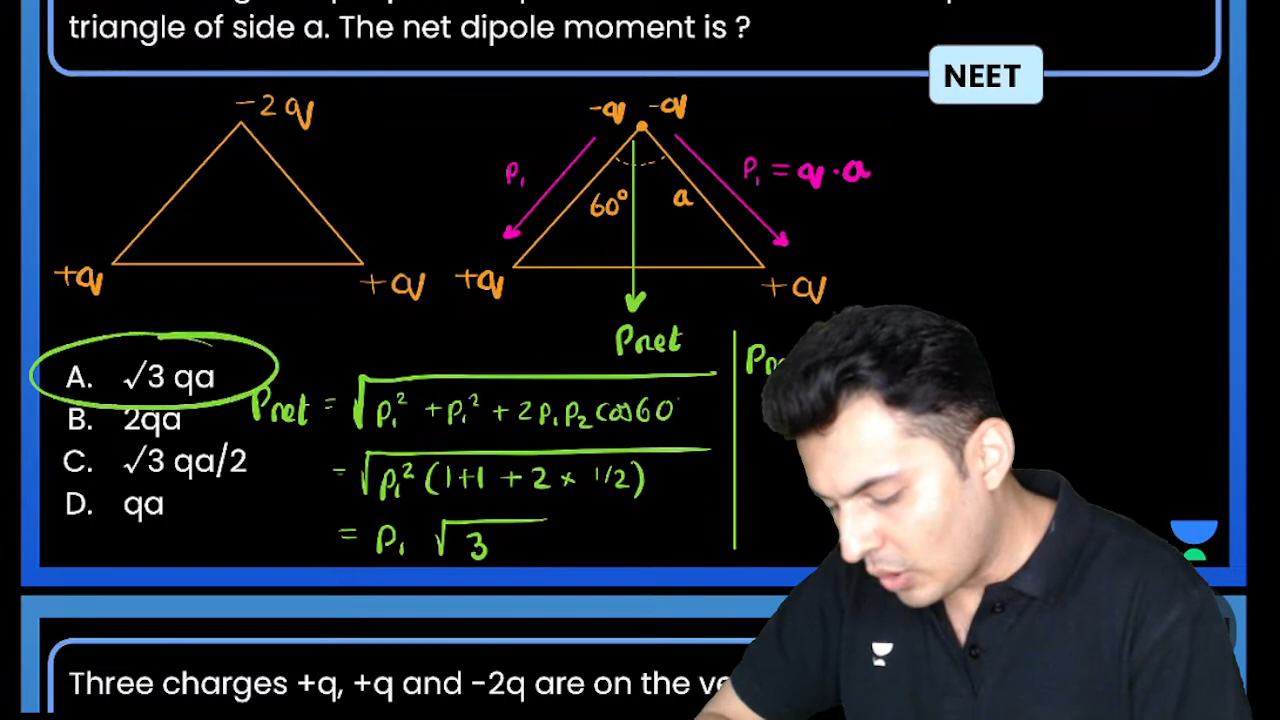 triangle of side a. The net dipole moment is ?
NEET
-2q
+q
+q
-q -q
P₁
P₁ = q·a
60°
a
+q
+q
Pnet
A. √3 qa
B. 2qa
C. √3 qa/2
D. qa
Pnet = √P₁² + P₁² + 2P₁P₂ cos60
= √P₁² (1+1 + 2 × 1/2)
= P₁ √3
Three charges +q, +q and -2q are on the